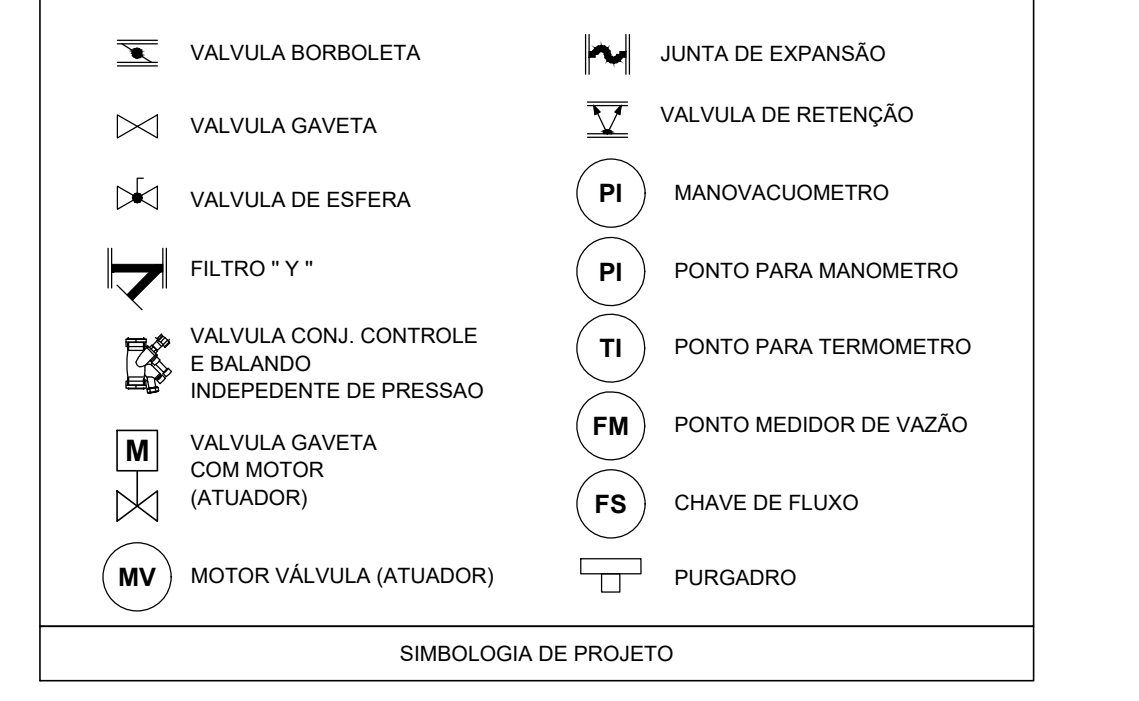 VALVULA BORBOLETA
VALVULA GAVETA
VALVULA DE ESFERA
FILTRO " Y "
VALVULA CONJ. CONTROLE
E BALANDO
INDEPEDENTE DE PRESSAO
M
VALVULA GAVETA
COM MOTOR
(ATUADOR)
MV MOTOR VÁLVULA (ATUADOR)
JUNTA DE EXPANSÃO
VALVULA DE RETENÇÃO
PI MANOVACUOMETRO
PI PONTO PARA MANOMETRO
TI PONTO PARA TERMOMETRO
FM PONTO MEDIDOR DE VAZÃO
FS CHAVE DE FLUXO
PURGADRO
SIMBOLOGIA DE PROJETO